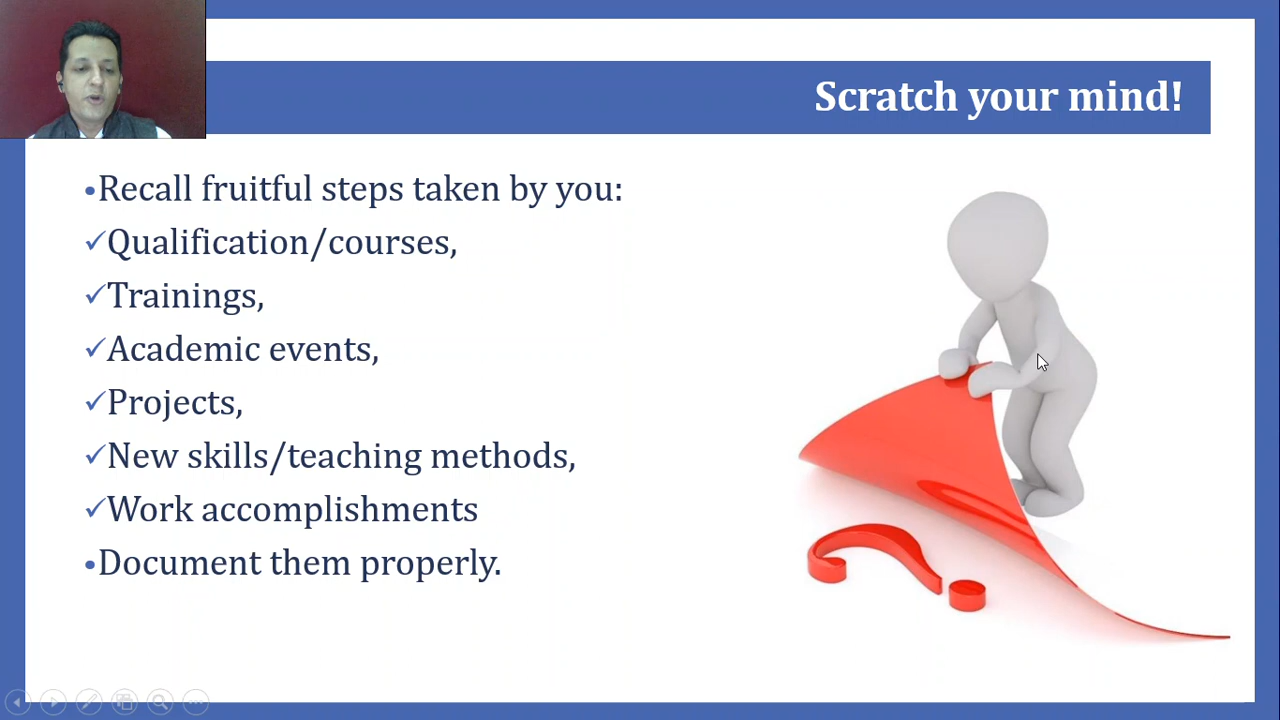 Scratch your mind!
•Recall fruitful steps taken by you:
✓Qualification/courses,
✓Trainings,
✓Academic events,
✓Projects,
✓New skills/teaching methods,
✓Work accomplishments
•Document them properly.
?